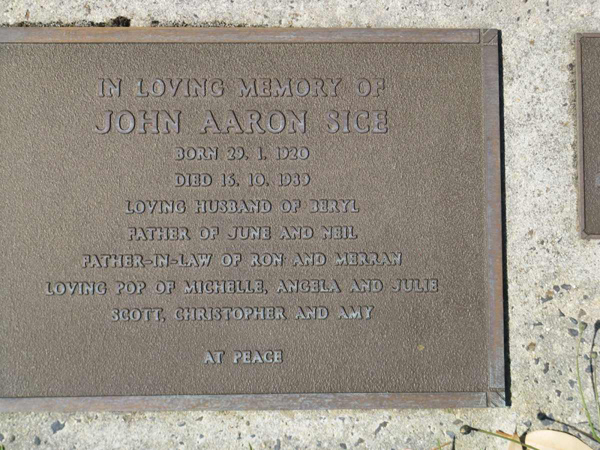 IN LOVING MEMORY OF
JOHN AARON SICE
BORN 29. 1. 1920
DIED 16. 10. 1989
LOVING HUSBAND OF BERYL
FATHER OF JUNE AND NEIL
FATHER-IN-LAW OF RON AND MERRAN
LOVING POP OF MICHELLE, ANGELA AND JULIE
SCOTT, CHRISTOPHER AND AMY
AT PEACE